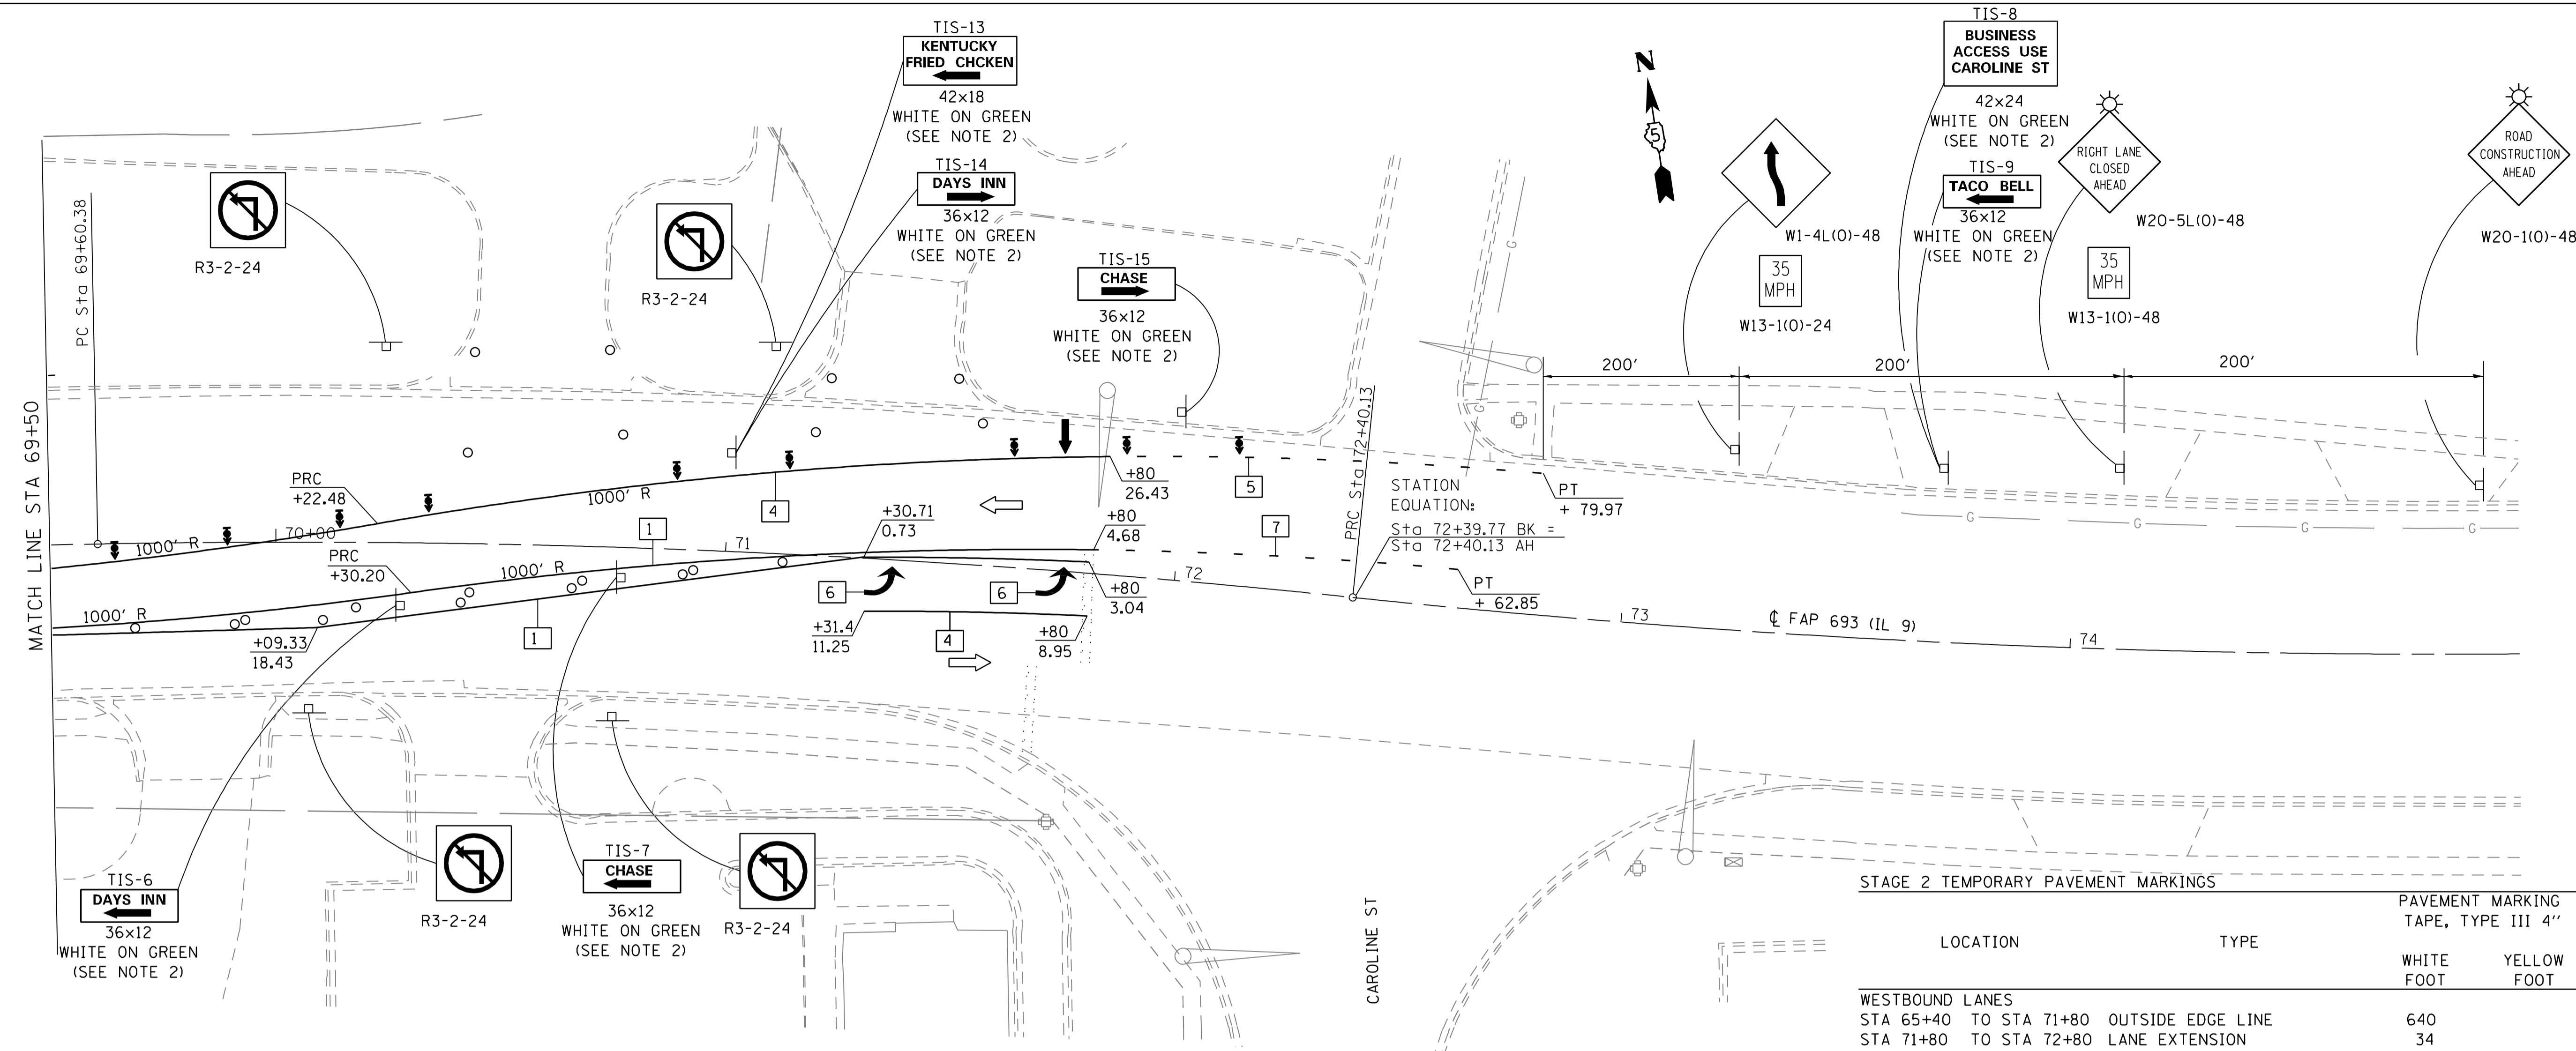 TIS-13
KENTUCKY
FRIED CHCKEN
42x18
WHITE ON GREEN
(SEE NOTE 2)
TIS-14
DAYS INN
36x12
WHITE ON GREEN
(SEE NOTE 2)
TIS-15
CHASE
36x12
WHITE ON GREEN
(SEE NOTE 2)
N
5
TIS-8
BUSINESS
ACCESS USE
CAROLINE ST
42x24
WHITE ON GREEN
(SEE NOTE 2)
TIS-9
TACO BELL
36x12
WHITE ON GREEN
(SEE NOTE 2)
W1-4L(O)-48
35
MPH
W13-1(O)-24
RIGHT LANE
CLOSED
AHEAD
W20-5L(O)-48
35
MPH
W13-1(O)-48
ROAD
CONSTRUCTION
AHEAD
W20-1(O)-48
R3-2-24
R3-2-24
200'
200'
200'
MATCH LINE STA 69+50
PC Sta 69+60.38
PRC
+22.48
1000' R
4
5
+80
26.43
PT
+ 79.97
STATION
EQUATION:
Sta 72+39.77 BK =
Sta 72+40.13 AH
PRC Sta 72+40.13
G
G
G
G
G
G
1000' R
70+00
1
71
+30.71
0.73
+80
4.68
7
PRC
+30.20
1000' R
72
PT
+ 62.85
1000' R
6
6
+80
3.04
73
℄ FAP 693 (IL 9)
74
+09.33
18.43
1
+31.4
11.25
4
+80
8.95
TIS-6
DAYS INN
36x12
WHITE ON GREEN
(SEE NOTE 2)
R3-2-24
TIS-7
CHASE
36x12
WHITE ON GREEN
(SEE NOTE 2)
R3-2-24
CAROLINE ST
STAGE 2 TEMPORARY PAVEMENT MARKINGS
PAVEMENT MARKING
TAPE, TYPE III 4''
LOCATION TYPE
WHITE YELLOW
FOOT FOOT
WESTBOUND LANES
STA 65+40 TO STA 71+80 OUTSIDE EDGE LINE 640
STA 71+80 TO STA 72+80 LANE EXTENSION 34